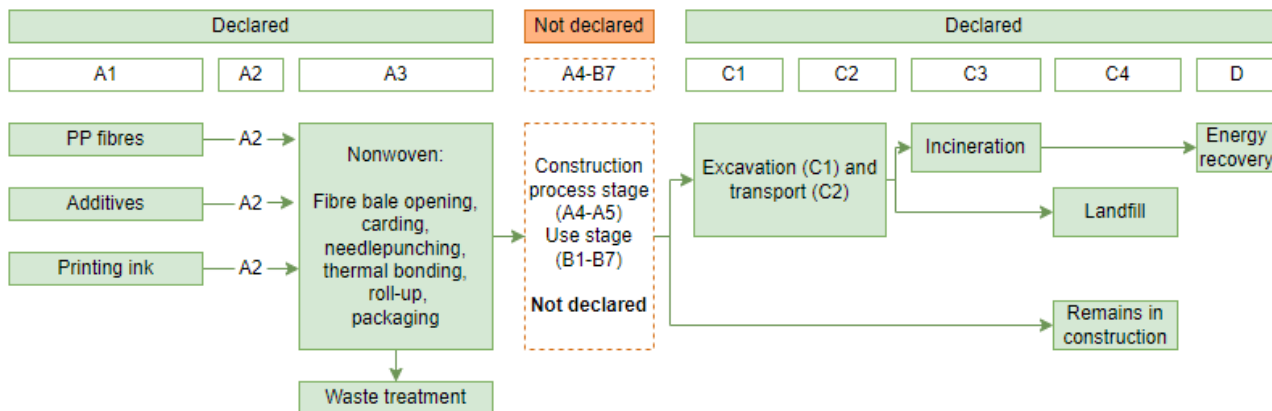 Declared
Not declared
Declared
A1
A2
A3
A4-B7
C1
C2
C3
C4
D
PP fibres
A2
Additives
A2
Printing ink
A2
Nonwoven:
Fibre bale opening,
carding,
needlepunching,
thermal bonding,
roll-up,
packaging
Waste treatment
Construction
process stage
(A4-A5)
Use stage
(B1-B7)
Not declared
Excavation (C1) and
transport (C2)
Incineration
Energy
recovery
Landfill
Remains in
construction